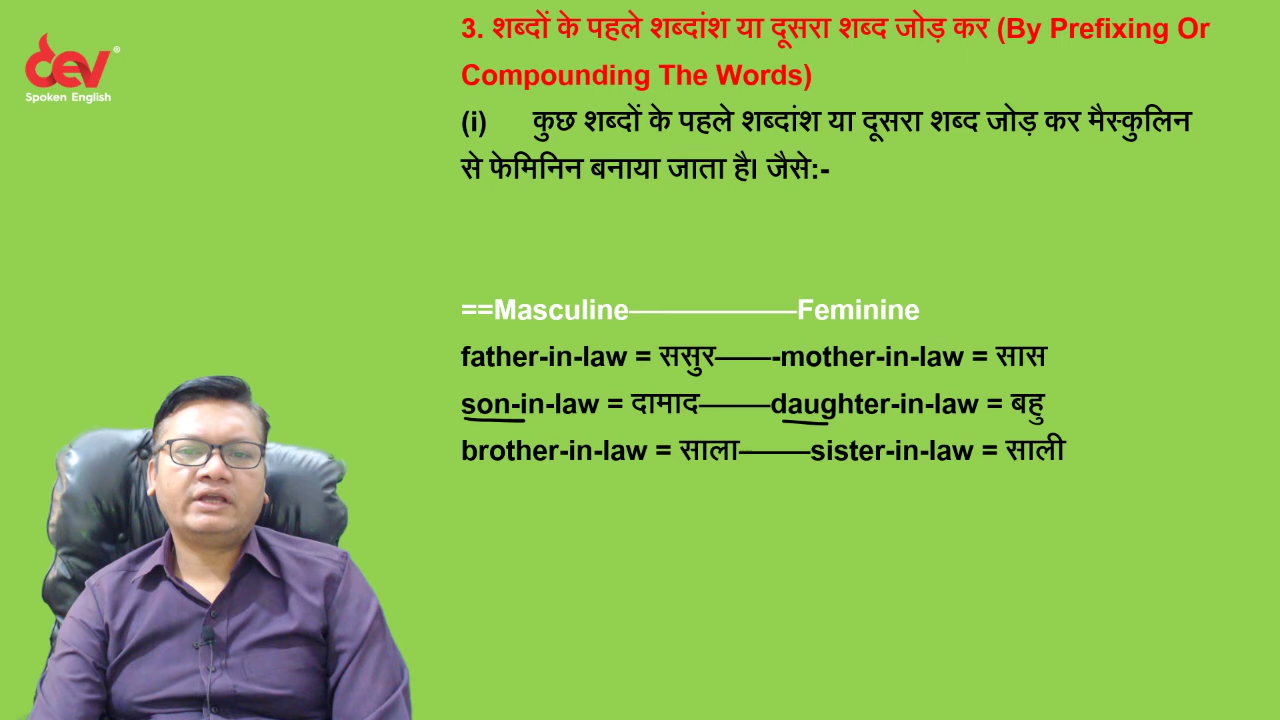 dev®
Spoken English
3. शब्दों के पहले शब्दांश या दूसरा शब्द जोड़ कर (By Prefixing Or
Compounding The Words)
(i) कुछ शब्दों के पहले शब्दांश या दूसरा शब्द जोड़ कर मैस्कुलिन
से फेमिनिन बनाया जाता है। जैसे:-
==Masculine——————Feminine
father-in-law = ससुर——-mother-in-law = सास
son-in-law = दामाद———daughter-in-law = बहु
brother-in-law = साला———sister-in-law = साली